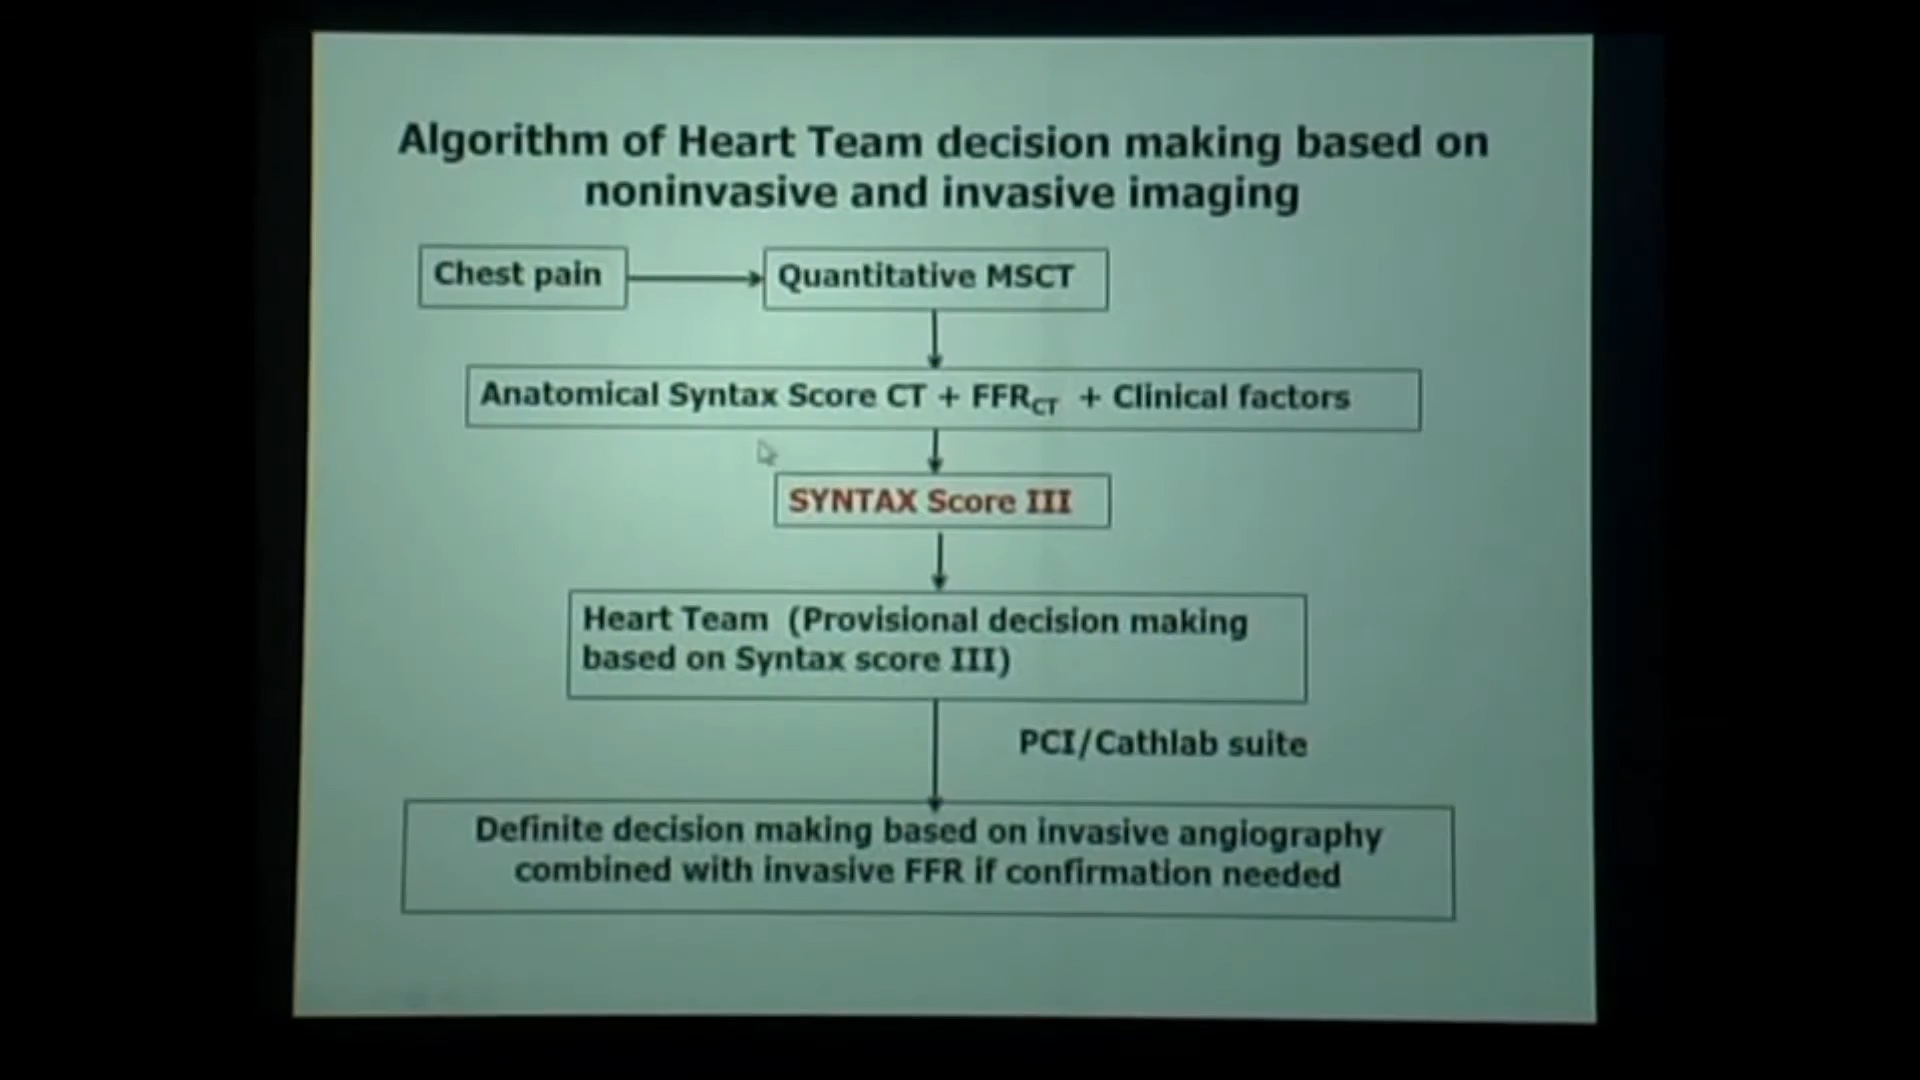 Algorithm of Heart Team decision making based on
noninvasive and invasive imaging
Chest pain
Quantitative MSCT
Anatomical Syntax Score CT + FFRCT + Clinical factors
SYNTAX Score III
Heart Team (Provisional decision making
based on Syntax score III)
PCI/Cathlab suite
Definite decision making based on invasive angiography
combined with invasive FFR if confirmation needed